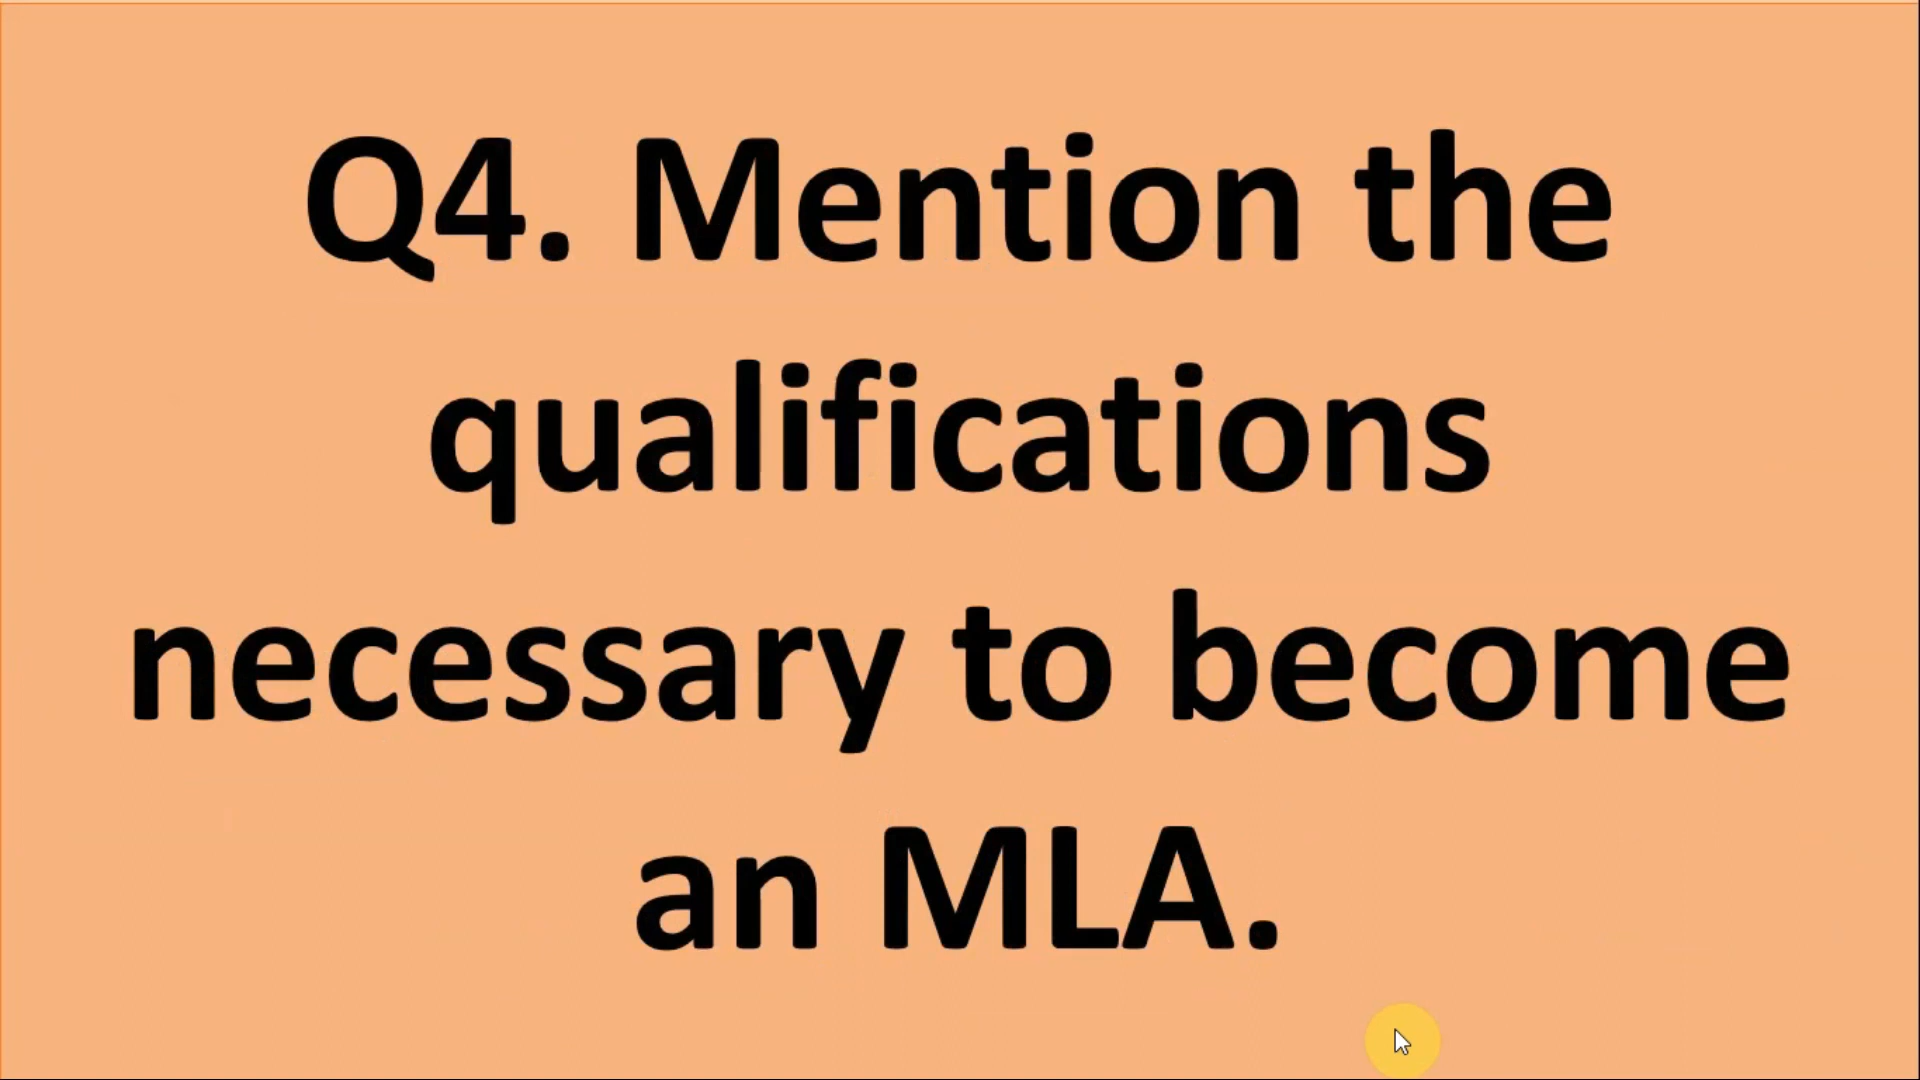 Q4. Mention the
qualifications
necessary to become
an MLA.